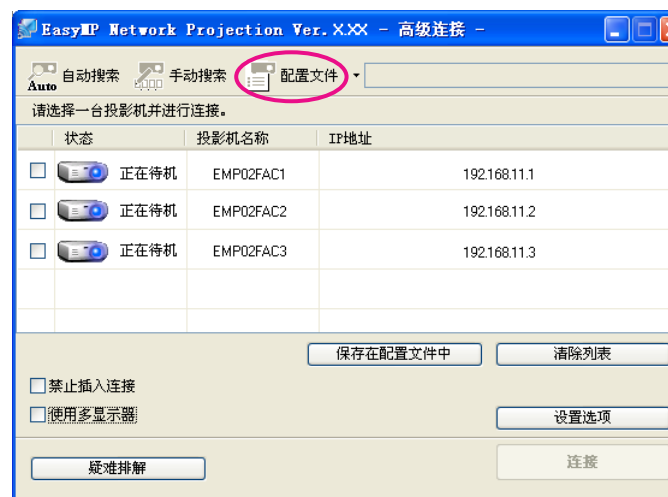 EasyMP Network Projection Ver. X.XX - 高级连接 -
Auto 自动搜索 手动搜索 配置文件
请选择一台投影机并进行连接。
状态 投影机名称 IP地址
正在待机 EMP02FAC1 192.168.11.1
正在待机 EMP02FAC2 192.168.11.2
正在待机 EMP02FAC3 192.168.11.3
保存在配置文件中 清除列表
禁止插入连接
使用多显示器 设置选项
疑难排解 连接